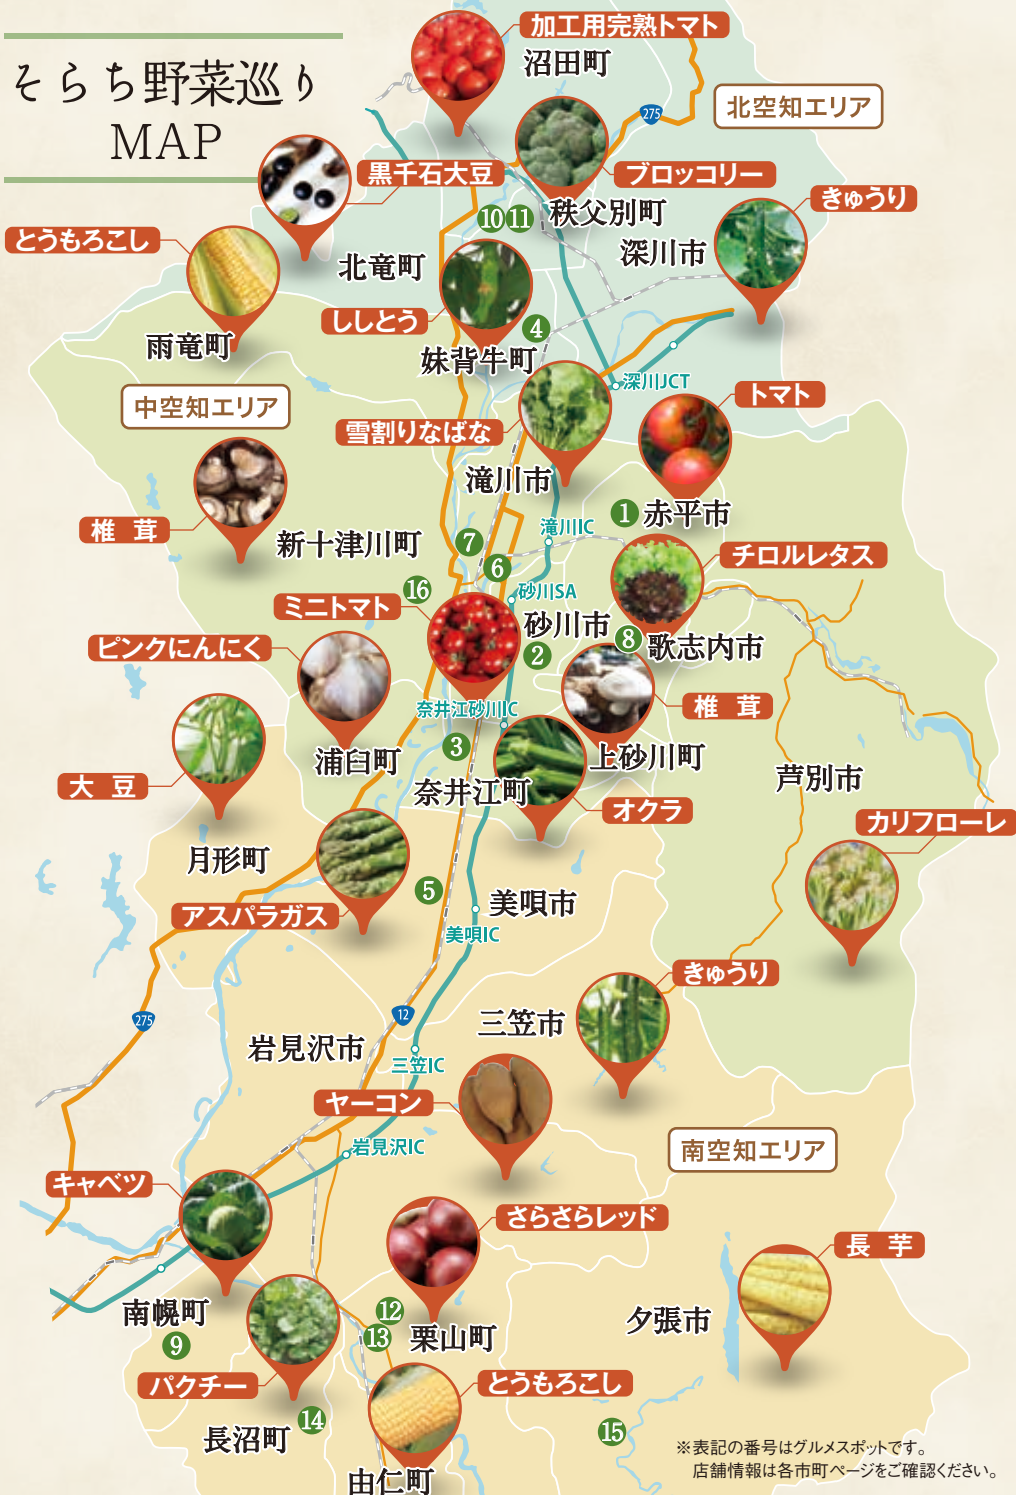 そらち野菜巡り
MAP
加工用完熟トマト
沼田町
275
北空知エリア
黒千石大豆
ブロッコリー
きゅうり
とうもろこし
10
11
秩父別町
深川市
北竜町
ししとう
4
雨竜町
妹背牛町
深川JCT
中空知エリア
トマト
雪割りなばな
滝川市
1
赤平市
椎茸
新十津川町
7
滝川IC
6
チロルレタス
16
砂川SA
ミニトマト
砂川市
8
歌志内市
2
ピンクにんにく
奈井江砂川IC
椎茸
3
浦臼町
上砂川町
芦別市
大豆
奈井江町
オクラ
カリフローレ
月形町
5
美唄市
アスパラガス
美唄IC
きゅうり
275
12
三笠市
岩見沢市
三笠IC
ヤーコン
岩見沢IC
南空知エリア
キャベツ
さらさらレッド
長芋
南幌町
12
夕張市
9
13
栗山町
パクチー
とうもろこし
14
長沼町
15
由仁町
※表記の番号はグルメスポットです。
店舗情報は各市町ページをご確認ください。